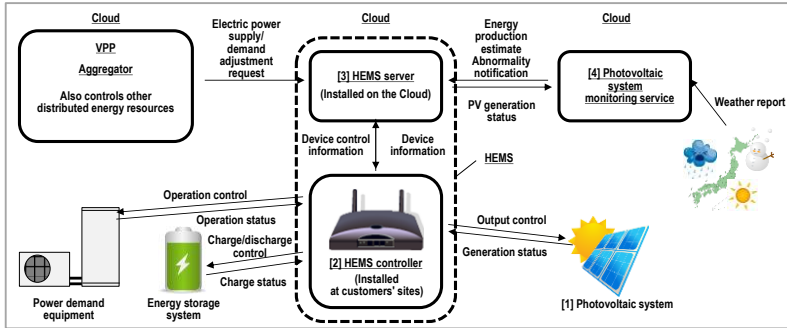 Cloud
VPP
Aggregator
Also controls other
distributed energy resources
Electric power
supply/
demand
adjustment
request
Cloud
[3] HEMS server
(Installed on the Cloud)
Energy
production
estimate
Abnormality
notification
PV generation
status
Cloud
[4] Photovoltaic
system
monitoring service
Weather report
Device control
information
Device
information
HEMS
Operation control
Operation status
Charge/discharge
control
Charge status
[2] HEMS controller
(Installed
at customers' sites)
Output control
Generation status
Power demand
equipment
Energy storage
system
[1] Photovoltaic system